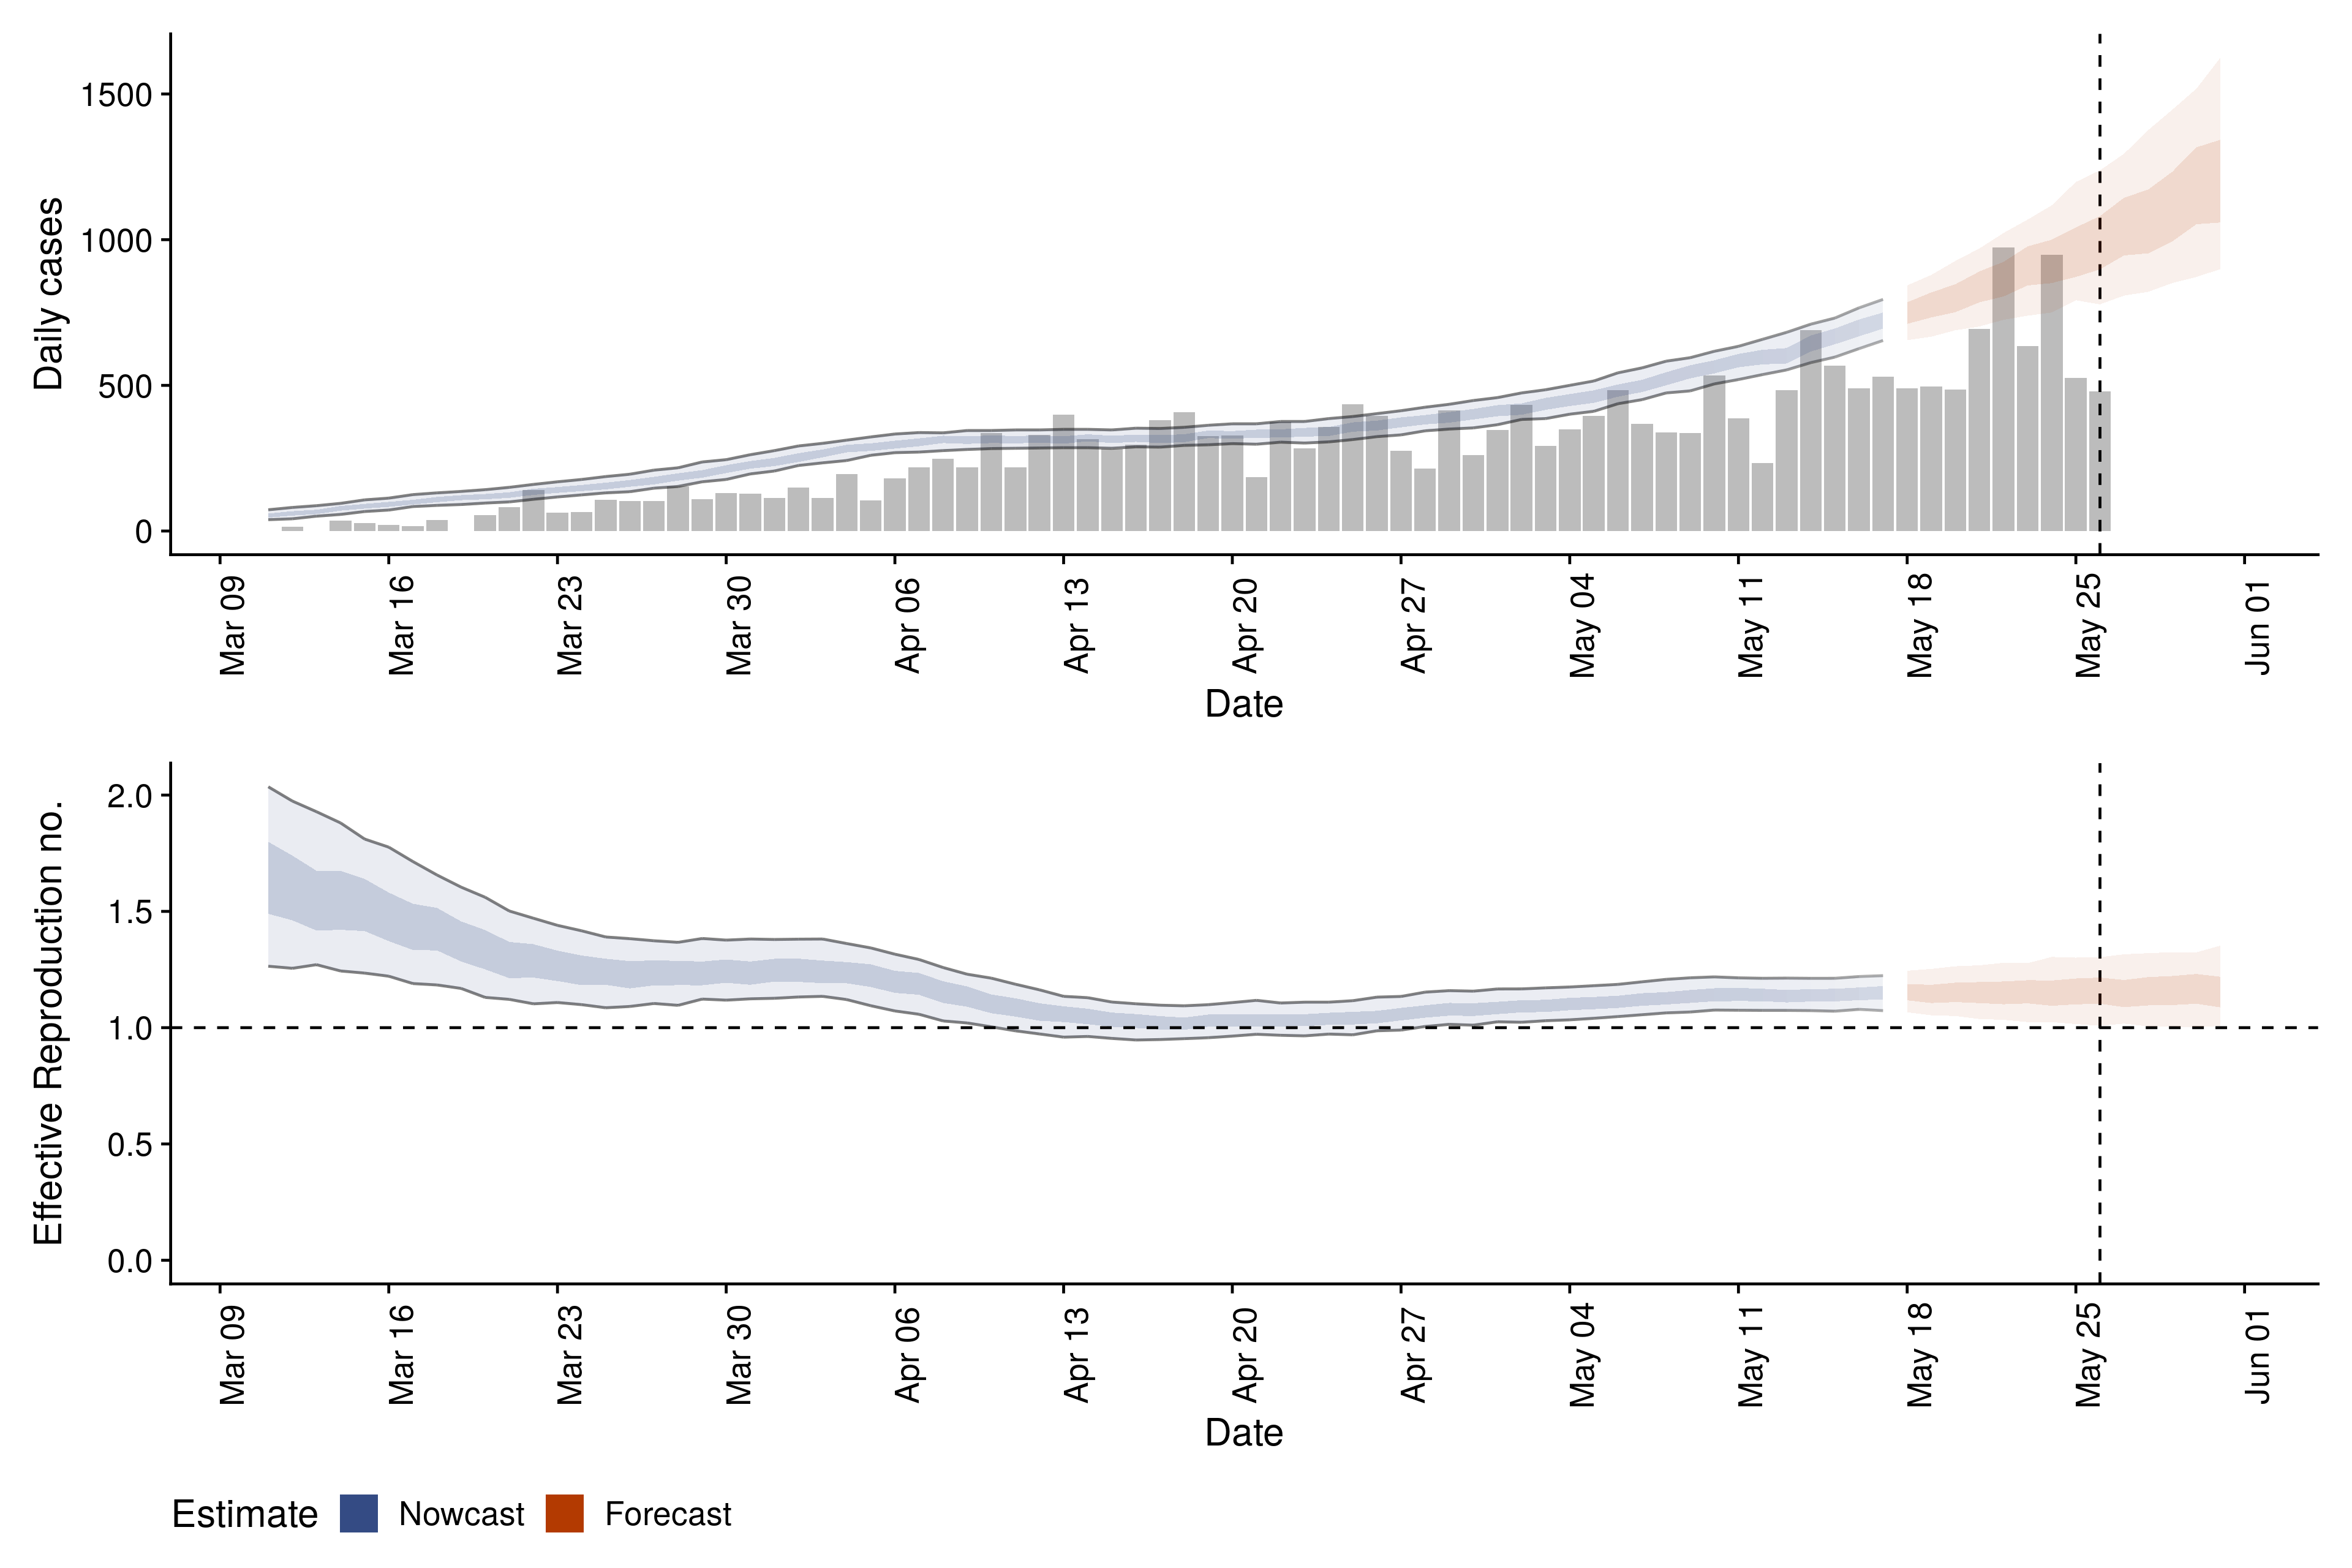 Daily cases
1500
1000
500
0
Mar 09
Mar 16
Mar 23
Mar 30
Apr 06
Apr 13
Apr 20
Apr 27
May 04
May 11
May 18
May 25
Jun 01
Date
Effective Reproduction no.
2.0
1.5
1.0
0.5
0.0
Mar 09
Mar 16
Mar 23
Mar 30
Apr 06
Apr 13
Apr 20
Apr 27
May 04
May 11
May 18
May 25
Jun 01
Date
Estimate Nowcast Forecast